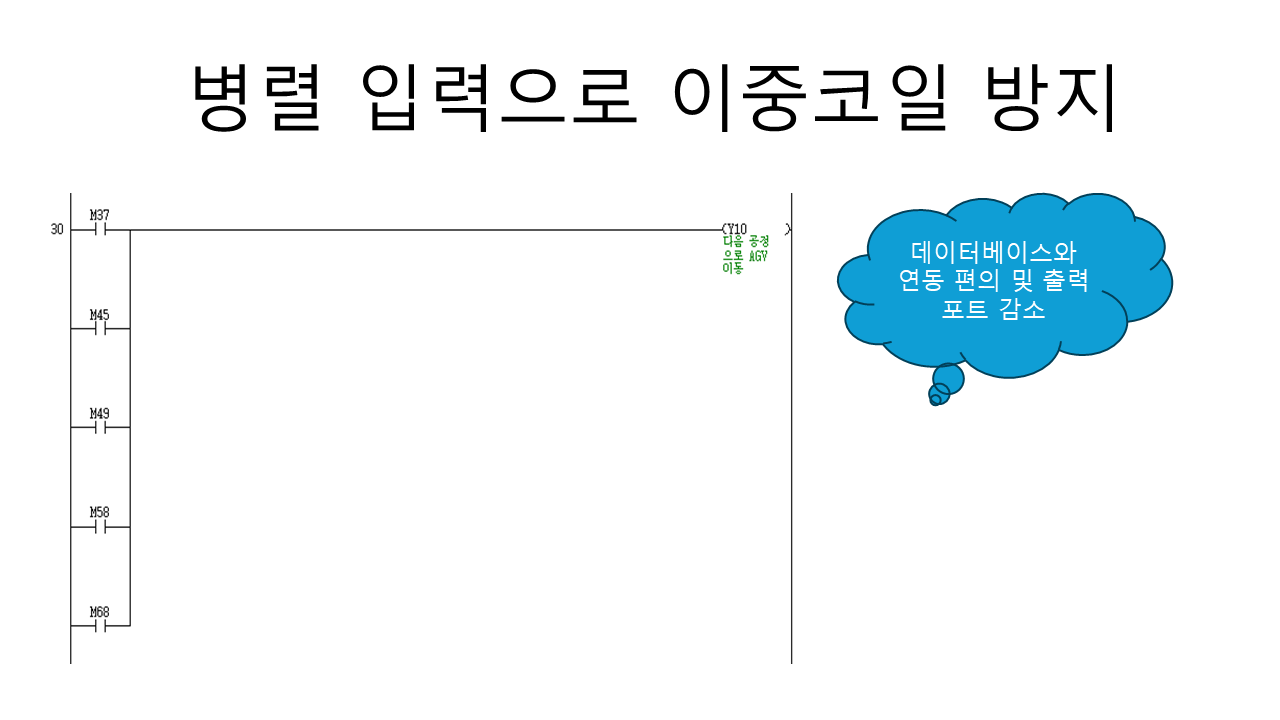 병렬 입력으로 이중코일 방지
M37
30
(Y10 )
다음 공정
으로 AGV
이동
M45
M49
M58
M68
데이터베이스와
연동 편의 및 출력
포트 감소